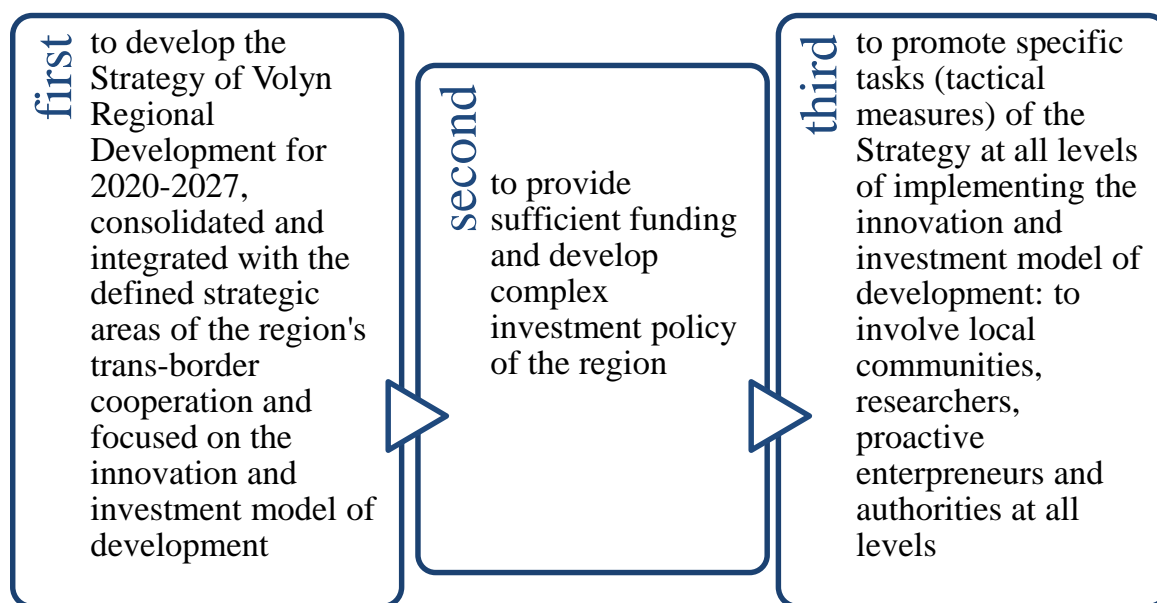 first
to develop the
Strategy of Volyn
Regional
Development for
2020-2027,
consolidated and
integrated with the
defined strategic
areas of the region's
trans-border
cooperation and
focused on the
innovation and
investment model of
development
second
to provide
sufficient funding
and develop
complex
investment policy
of the region
third
to promote specific
tasks (tactical
measures) of the
Strategy at all levels
of implementing the
innovation and
investment model of
development: to
involve local
communities,
researchers,
proactive
enterpreneurs and
authorities at all
levels